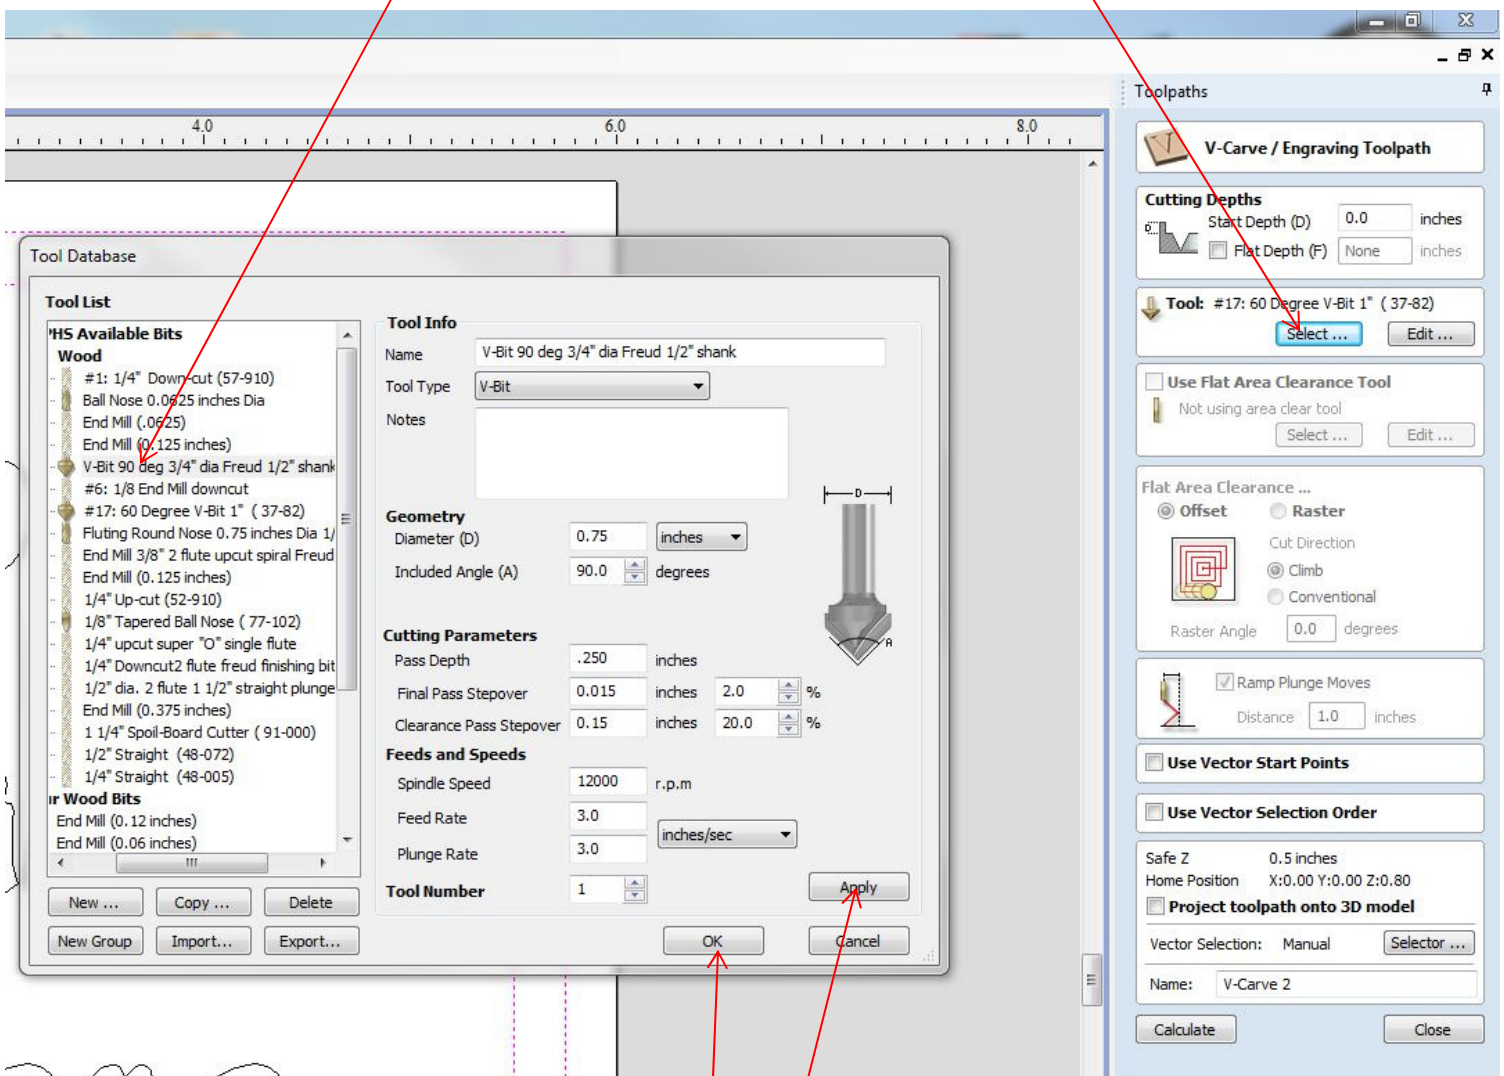 4.0 6.0 8.0
Tool Database
Tool List
'HS Available Bits
Wood
#1: 1/4" Down-cut (57-910)
Ball Nose 0.0625 inches Dia
End Mill (.0625)
End Mill (0.125 inches)
V-Bit 90 deg 3/4" dia Freud 1/2" shank
#6: 1/8 End Mill downcut
#17: 60 Degree V-Bit 1" ( 37-82)
Fluting Round Nose 0.75 inches Dia 1/
End Mill 3/8" 2 flute upcut spiral Freud
End Mill (0.125 inches)
1/4" Up-cut (52-910)
1/8" Tapered Ball Nose ( 77-102)
1/4" upcut super "O" single flute
1/4" Downcut2 flute freud finishing bit
1/2" dia. 2 flute 1 1/2" straight plunge
End Mill (0.375 inches)
1 1/4" Spoil-Board Cutter ( 91-000)
1/2" Straight (48-072)
1/4" Straight (48-005)
ur Wood Bits
End Mill (0.12 inches)
End Mill (0.06 inches)
New ... Copy ... Delete
New Group Import... Export...
Tool Info
Name V-Bit 90 deg 3/4" dia Freud 1/2" shank
Tool Type V-Bit
Notes
D
A
Geometry
Diameter (D) 0.75 inches
Included Angle (A) 90.0 degrees
Cutting Parameters
Pass Depth .250 inches
Final Pass Stepover 0.015 inches 2.0 %
Clearance Pass Stepover 0.15 inches 20.0 %
Feeds and Speeds
Spindle Speed 12000 r.p.m
Feed Rate 3.0
inches/sec
Plunge Rate 3.0
Tool Number 1
Apply
OK Cancel
Toolpaths
V-Carve / Engraving Toolpath
Cutting Depths
Start Depth (D) 0.0 inches
D
Flat Depth (F) None inches
Tool: #17: 60 Degree V-Bit 1" ( 37-82)
Select ... Edit ...
Use Flat Area Clearance Tool
Not using area clear tool
Select ... Edit ...
Flat Area Clearance ...
Offset Raster
Cut Direction
Climb
Conventional
Raster Angle 0.0 degrees
Ramp Plunge Moves
Distance 1.0 inches
Use Vector Start Points
Use Vector Selection Order
Safe Z 0.5 inches
Home Position X:0.00 Y:0.00 Z:0.80
Project toolpath onto 3D model
Vector Selection: Manual Selector ...
Name: V-Carve 2
Calculate Close